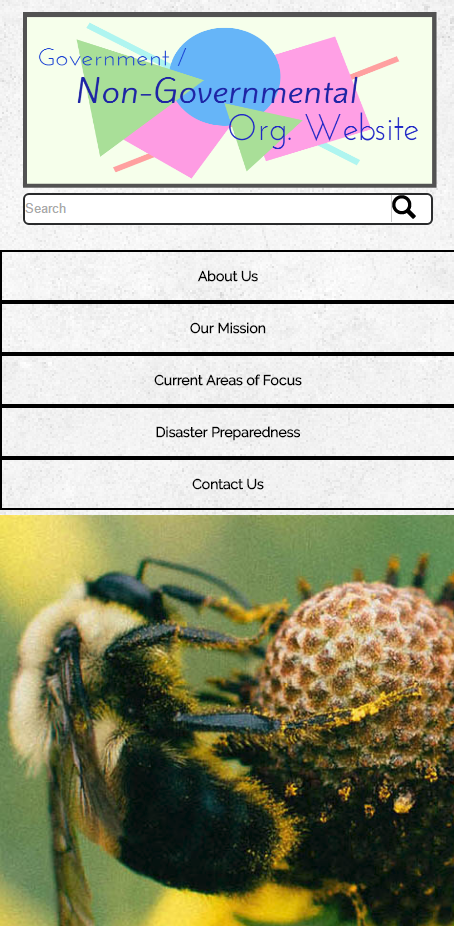 Government /
Non-Governmental
Org. Website
Search
About Us
Our Mission
Current Areas of Focus
Disaster Preparedness
Contact Us